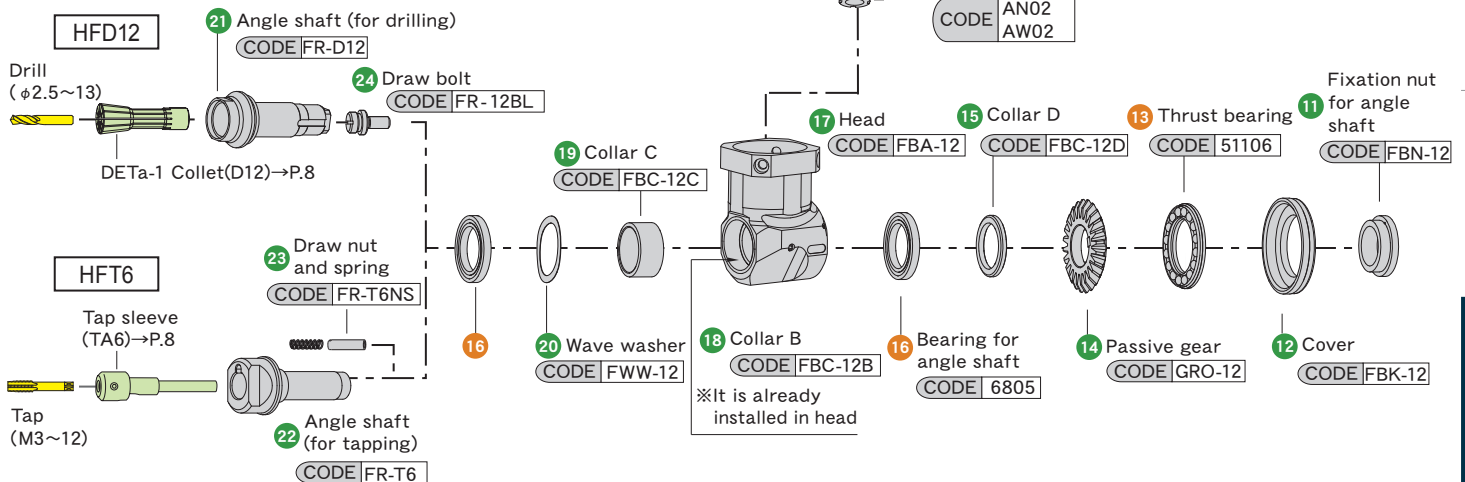 HFD12
21 Angle shaft (for drilling)
CODE FR-D12
Drill
(φ2.5~13)
24 Draw bolt
CODE FR-12BL
DETa-1 Collet(D12)→P.8
CODE AN02
AW02
19 Collar C
CODE FBC-12C
17 Head
CODE FBA-12
15 Collar D
CODE FBC-12D
13 Thrust bearing
CODE 51106
11 Fixation nut
for angle
shaft
CODE FBN-12
HFT6
23 Draw nut
and spring
CODE FR-T6NS
Tap sleeve
(TA6)→P.8
Tap
(M3~12)
22 Angle shaft
(for tapping)
CODE FR-T6
16
20 Wave washer
CODE FWW-12
18 Collar B
CODE FBC-12B
※It is already
installed in head
16 Bearing for
angle shaft
CODE 6805
14 Passive gear
CODE GRO-12
12 Cover
CODE FBK-12